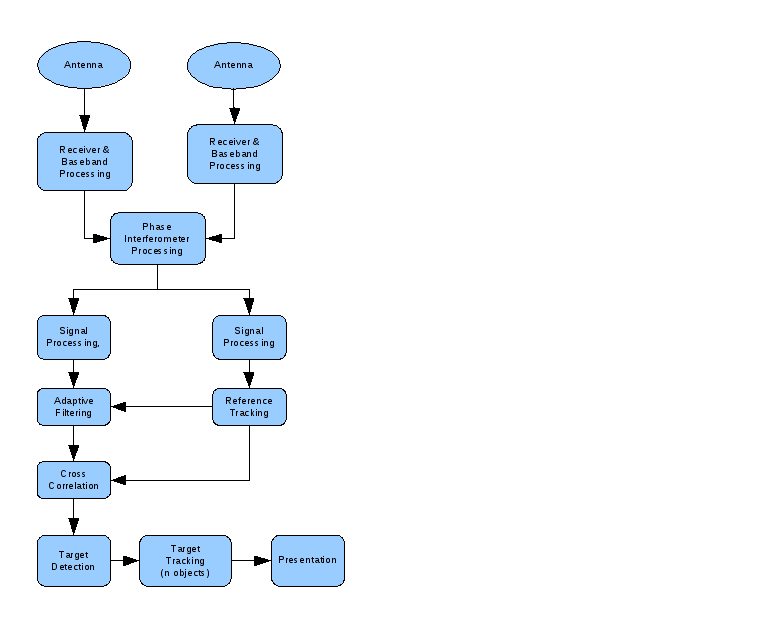 Antenna
Antenna
Receiver &
Baseband
Processing
Receiver &
Baseband
Processing
Phase
Interferometer
Processing
Signal
Processing,
Signal
Processing
Adaptive
Filtering
Reference
Tracking
Cross
Correlation
Target
Detection
Target
Tracking
(n objects)
Presentation